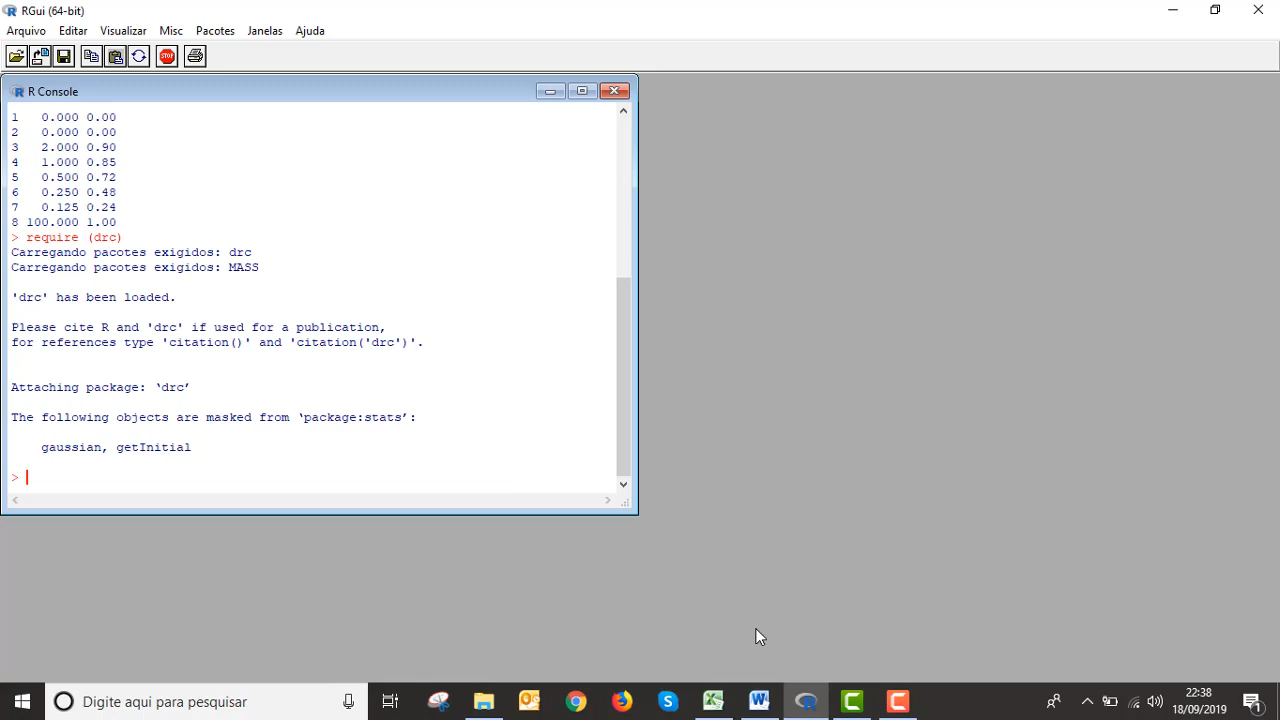 RGui (64-bit)
Arquivo Editar Visualizar Misc Pacotes Janelas Ajuda
STOP
R Console
1 0.000 0.00
2 0.000 0.00
3 2.000 0.90
4 1.000 0.85
5 0.500 0.72
6 0.250 0.48
7 0.125 0.24
8 100.000 1.00
> require (drc)
Carregando pacotes exigidos: drc
Carregando pacotes exigidos: MASS
'drc' has been loaded.
Please cite R and 'drc' if used for a publication,
for references type 'citation()' and 'citation('drc')'.
Attaching package: ‘drc’
The following objects are masked from ‘package:stats’:
gaussian, getInitial
>
Digite aqui para pesquisar
22:38
18/09/2019
1